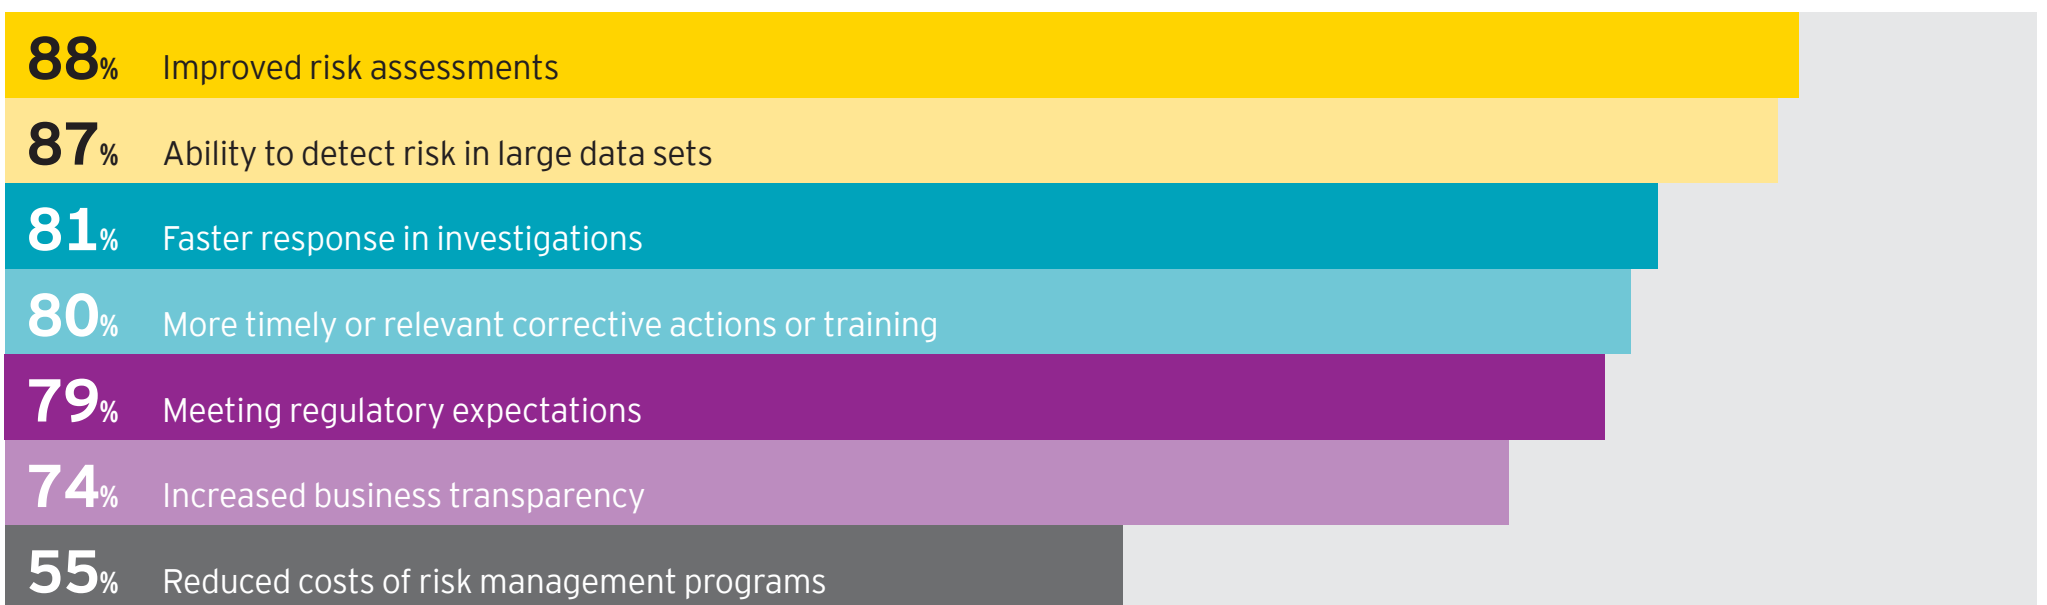 88% Improved risk assessments
87% Ability to detect risk in large data sets
81% Faster response in investigations
80% More timely or relevant corrective actions or training
79% Meeting regulatory expectations
74% Increased business transparency
55% Reduced costs of risk management programs